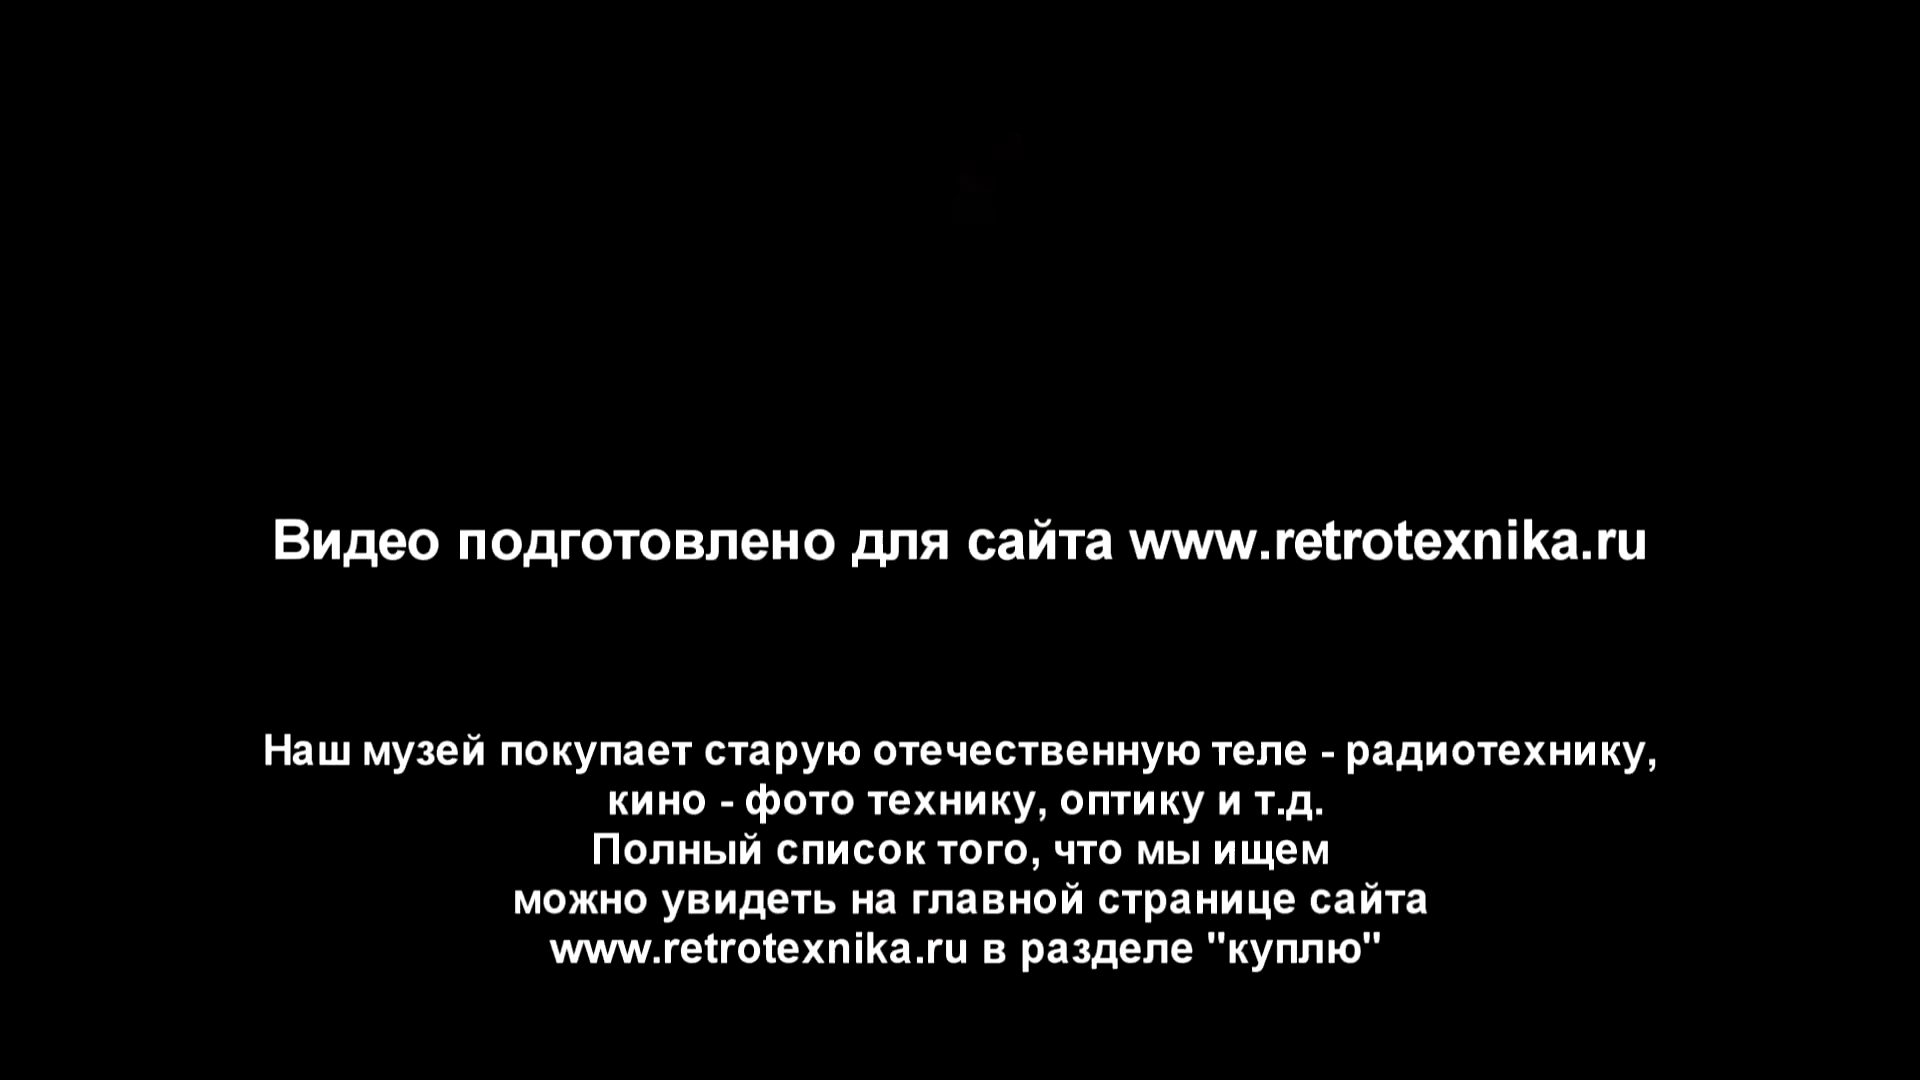 Видео подготовлено для сайта www.retrotexnika.ru
Наш музей покупает старую отечественную теле - радиотехнику,
кино - фото технику, оптику и т.д.
Полный список того, что мы ищем
можно увидеть на главной странице сайта
www.retrotexnika.ru в разделе "куплю"